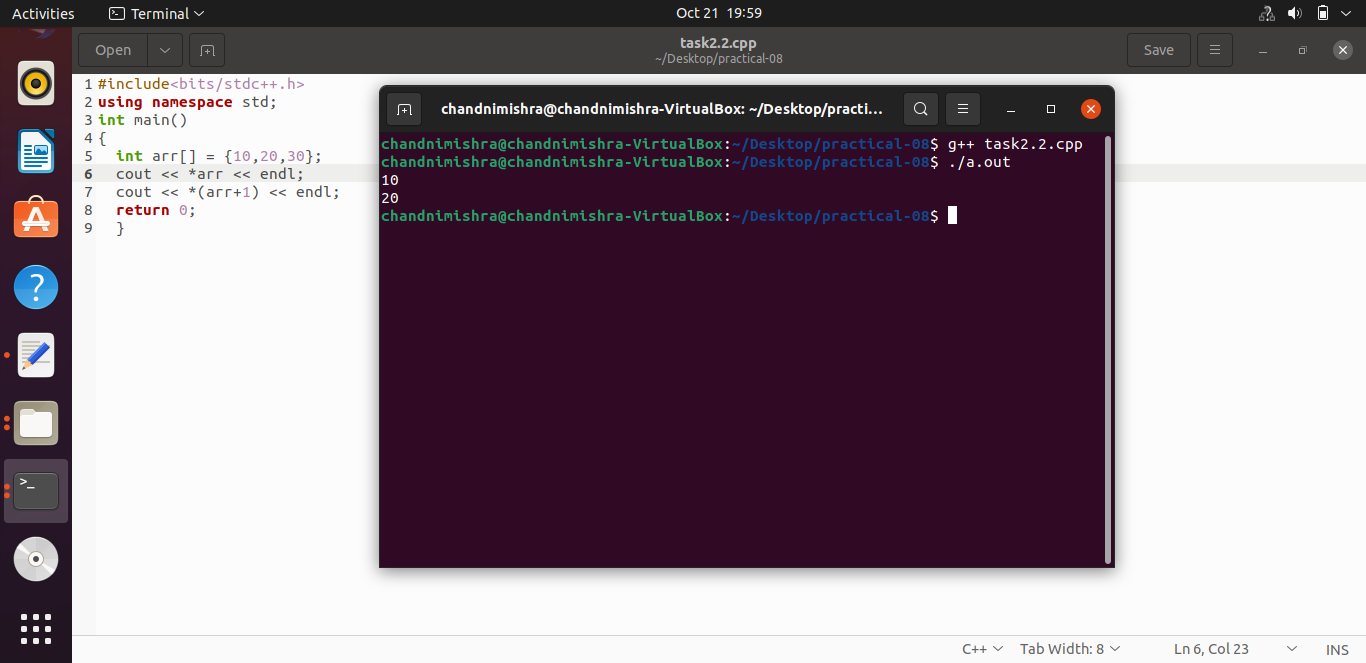 Activities Terminal Oct 21 19:59
Open task2.2.cpp Save
~/Desktop/practical-08
1 #include<bits/stdc++.h>
2 using namespace std;
3 int main()
4 {
5   int arr[] = {10,20,30};
6   cout << *arr << endl;
7   cout << *(arr+1) << endl;
8   return 0;
9   }
chandnimishra@chandnimishra-VirtualBox: ~/Desktop/practi...
chandnimishra@chandnimishra-VirtualBox:~/Desktop/practical-08$ g++ task2.2.cpp
chandnimishra@chandnimishra-VirtualBox:~/Desktop/practical-08$ ./a.out
10
20
chandnimishra@chandnimishra-VirtualBox:~/Desktop/practical-08$
C++ Tab Width: 8 Ln 6, Col 23 INS